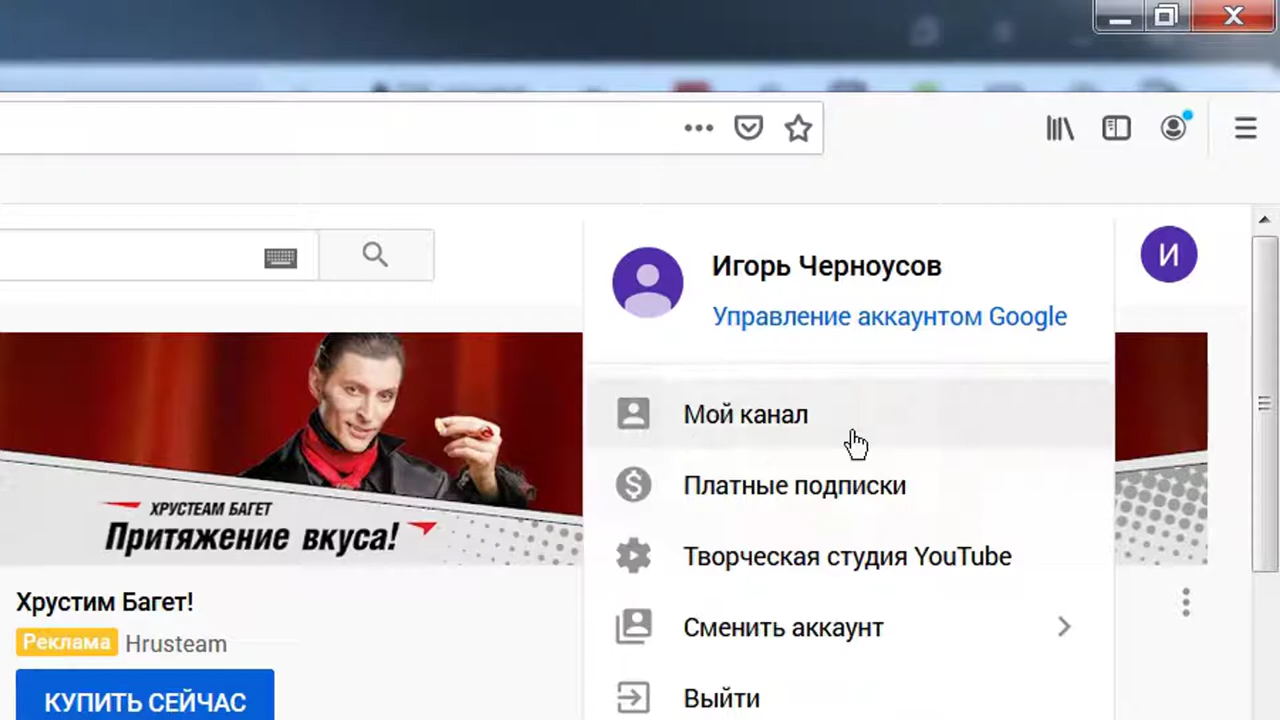 И
Игорь Черноусов
Управление аккаунтом Google
Мой канал
Платные подписки
Творческая студия YouTube
Сменить аккаунт
Выйти
ХРУСТЕАМ БАГЕТ
Притяжение вкуса!
Хрустим Багет!
Реклама Hrusteam
КУПИТЬ СЕЙЧАС